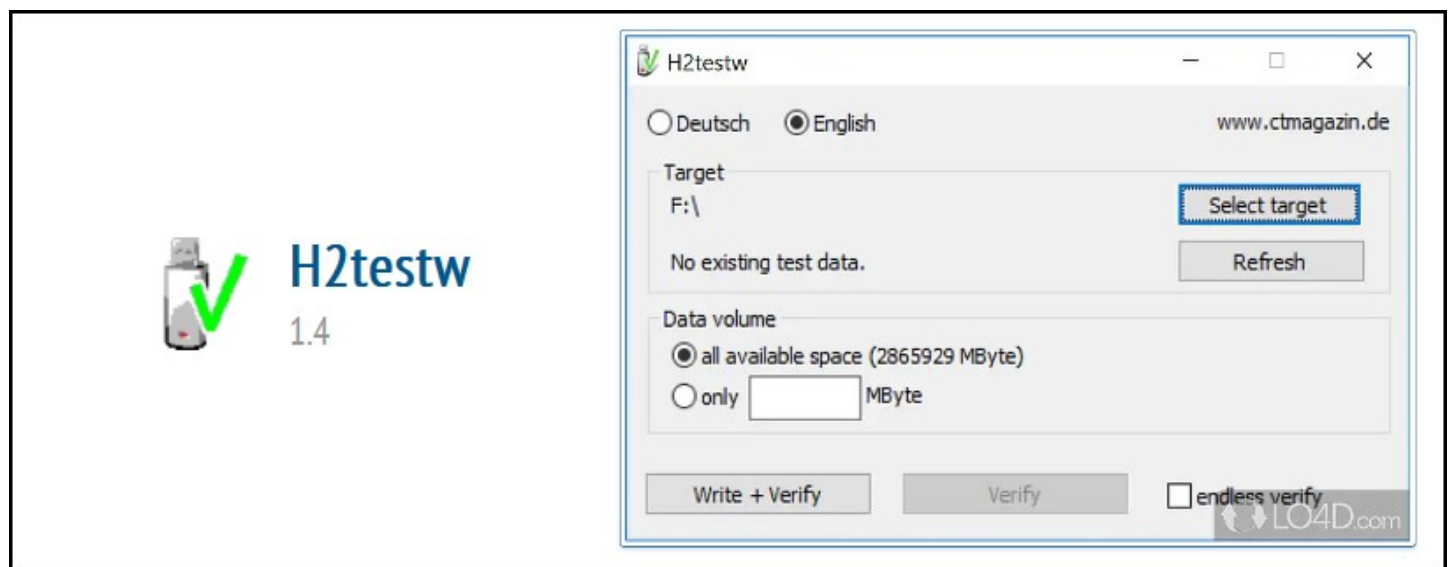 H2testw
1.4
H2testw
Deutsch English www.ctmagazin.de
Target
F:\
Select target
No existing test data.
Refresh
Data volume
all available space (2865929 MByte)
only MByte
Write + Verify Verify endless verify
LO4D.com